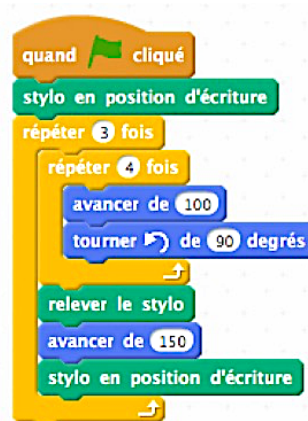 quand cliqué
stylo en position d'écriture
répéter 3 fois
répéter 4 fois
avancer de 100
tourner de 90 degrés
relever le stylo
avancer de 150
stylo en position d'écriture